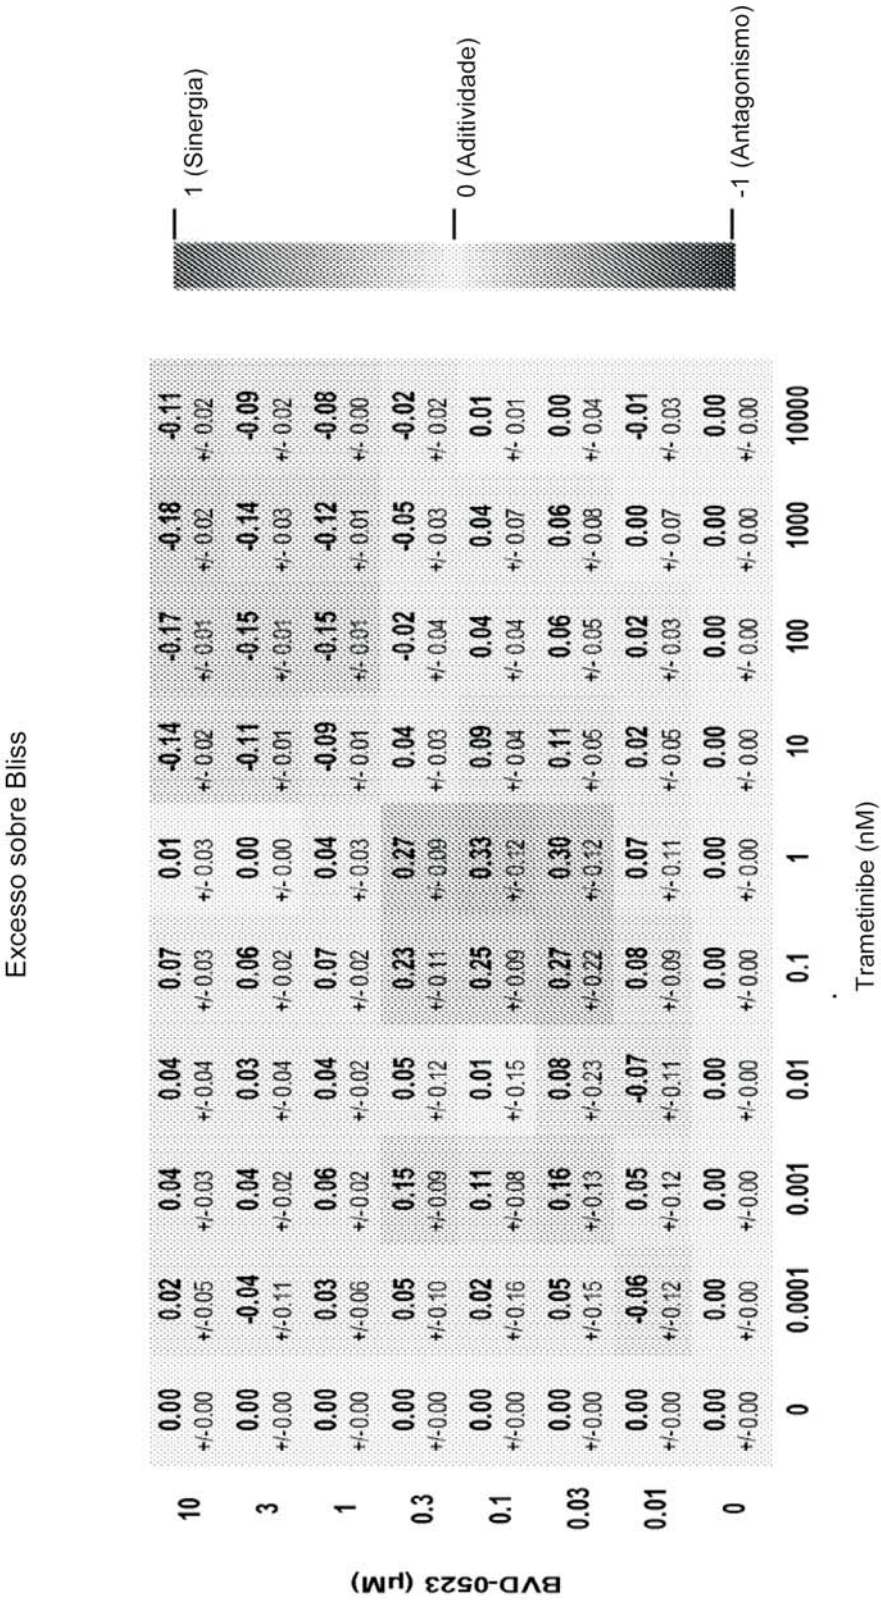 Excesso sobre Bliss
BVD-0523 (µM)
10 0.00 0.02 0.04 0.04 0.07 0.01 -0.14 -0.17 -0.18 -0.11
+/-0.00 +/-0.05 +/-0.03 +/-0.04 +/-0.03 +/-0.03 +/-0.02 +/-0.01 +/-0.02 +/-0.02
3 0.00 -0.04 0.04 0.03 0.06 0.00 -0.11 -0.15 -0.14 -0.09
+/-0.00 +/-0.11 +/-0.02 +/-0.04 +/-0.02 +/-0.00 +/-0.01 +/-0.01 +/-0.03 +/-0.02
1 0.00 0.03 0.06 0.04 0.07 0.04 -0.09 -0.15 -0.12 -0.08
+/-0.00 +/-0.06 +/-0.02 +/-0.02 +/-0.02 +/-0.03 +/-0.01 +/-0.01 +/-0.01 +/-0.00
0.3 0.00 0.05 0.15 0.05 0.23 0.27 0.04 -0.02 -0.05 -0.02
+/-0.00 +/-0.10 +/-0.09 +/-0.12 +/-0.11 +/-0.09 +/-0.03 +/-0.04 +/-0.03 +/-0.02
0.1 0.00 0.02 0.11 0.01 0.25 0.33 0.09 0.04 0.04 0.01
+/-0.00 +/-0.16 +/-0.08 +/-0.15 +/-0.09 +/-0.12 +/-0.04 +/-0.04 +/-0.07 +/-0.01
0.03 0.00 0.05 0.16 0.08 0.27 0.30 0.11 0.06 0.06 0.00
+/-0.00 +/-0.15 +/-0.13 +/-0.23 +/-0.22 +/-0.12 +/-0.05 +/-0.05 +/-0.08 +/-0.04
0.01 0.00 -0.06 0.05 -0.07 0.08 0.07 0.02 0.02 0.00 -0.01
+/-0.00 +/-0.12 +/-0.12 +/-0.11 +/-0.09 +/-0.11 +/-0.05 +/-0.03 +/-0.07 +/-0.03
0 0.00 0.00 0.00 0.00 0.00 0.00 0.00 0.00 0.00 0.00
+/-0.00 +/-0.00 +/-0.00 +/-0.00 +/-0.00 +/-0.00 +/-0.00 +/-0.00 +/-0.00 +/-0.00
0 0.0001 0.001 0.01 0.1 1 10 100 1000 10000
Trametinibe (nM)
1 (Sinergia)
0 (Aditividade)
-1 (Antagonismo)